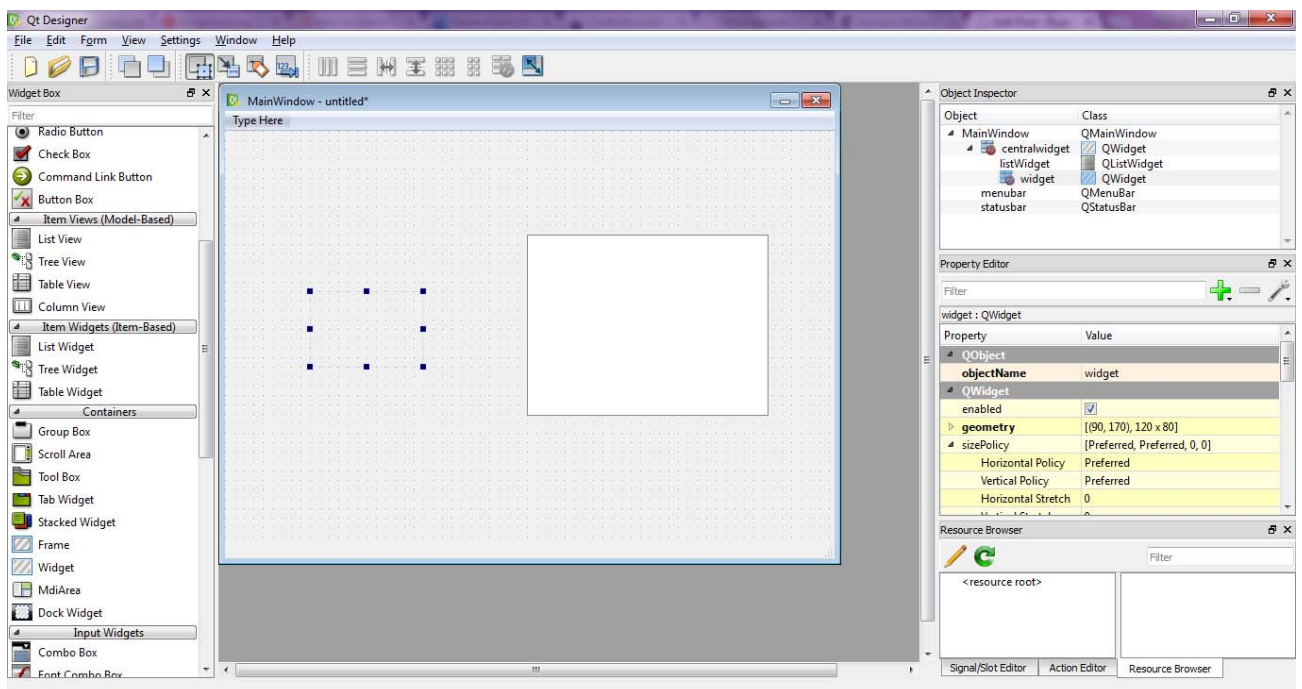 Qt Designer
File Edit Form View Settings Window Help
Widget Box
Filter
Radio Button
Check Box
Command Link Button
Button Box
Item Views (Model-Based)
List View
Tree View
Table View
Column View
Item Widgets (Item-Based)
List Widget
Tree Widget
Table Widget
Containers
Group Box
Scroll Area
Tool Box
Tab Widget
Stacked Widget
Frame
Widget
MdiArea
Dock Widget
Input Widgets
Combo Box
Font Combo Box
MainWindow - untitled*
Type Here
Object Inspector
Object Class
MainWindow QMainWindow
centralwidget QWidget
listWidget QListWidget
widget QWidget
menubar QMenuBar
statusbar QStatusBar
Property Editor
Filter
widget : QWidget
Property Value
QObject
objectName widget
QWidget
enabled
geometry [(90, 170), 120 x 80]
sizePolicy [Preferred, Preferred, 0, 0]
Horizontal Policy Preferred
Vertical Policy Preferred
Horizontal Stretch 0
Resource Browser
Filter
<resource root>
Signal/Slot Editor Action Editor Resource Browser